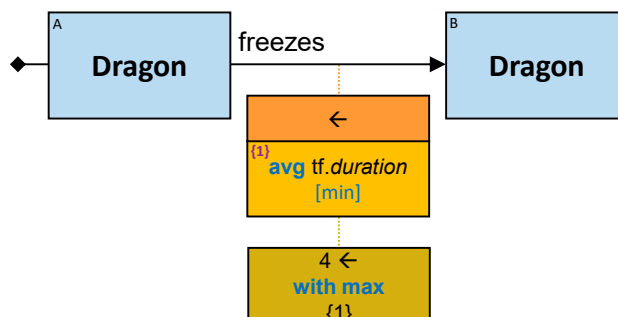 A
Dragon
freezes
B
Dragon
←
{1}
avg tf.duration
[min]
4 ←
with max
{1}